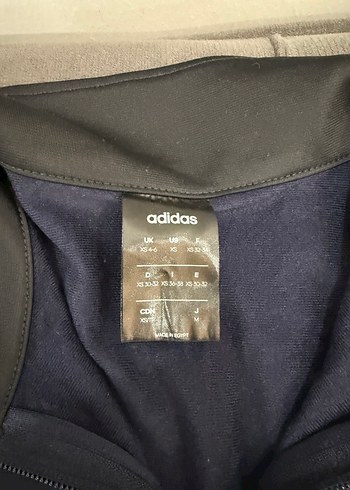 adidas
UK US F
XS 4-6 XS XS 32-34
D I E
XS 30-32 XS 36-38 XS 30-32
CDN J
XS/TP M
MADE IN EGYPT